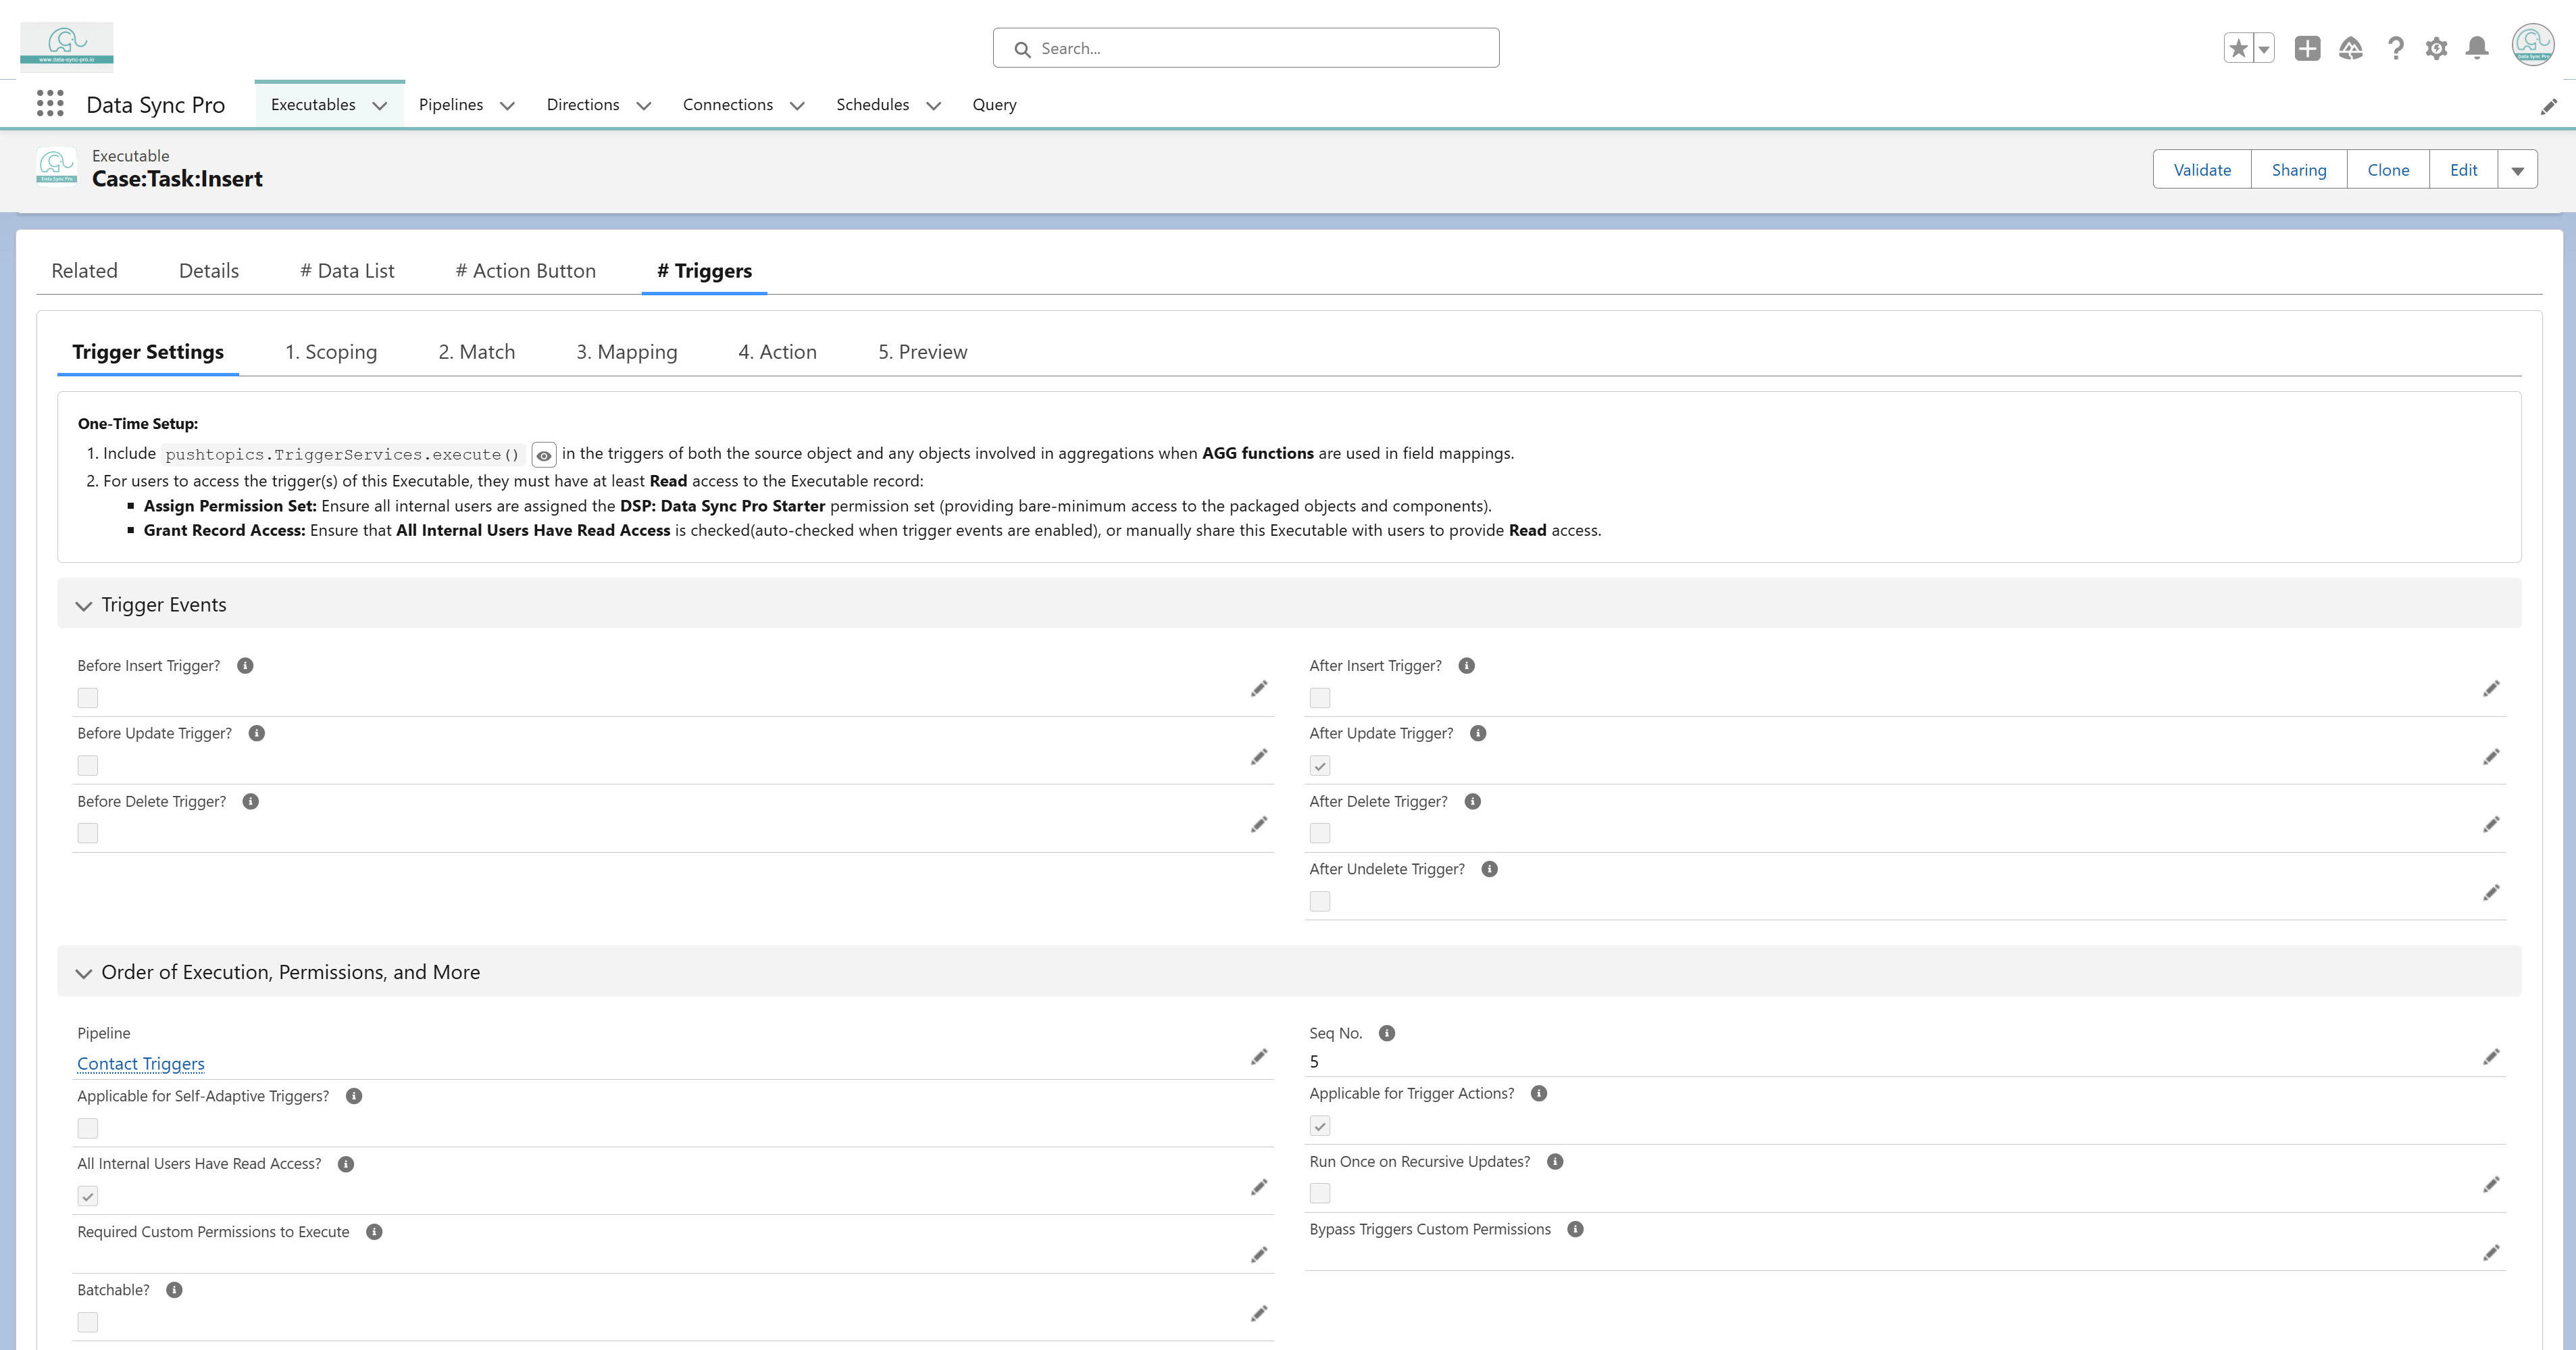 www.data-sync-pro.io
Search...
Data Sync Pro
Executables
Pipelines
Directions
Connections
Schedules
Query
Executable
Case:Task:Insert
Validate
Sharing
Clone
Edit
Related
Details
# Data List
# Action Button
# Triggers
Trigger Settings
1. Scoping
2. Match
3. Mapping
4. Action
5. Preview
One-Time Setup:
1. Include pushtopics.TriggerServices.execute() in the triggers of both the source object and any objects involved in aggregations when AGG functions are used in field mappings.
2. For users to access the trigger(s) of this Executable, they must have at least Read access to the Executable record:
▪ Assign Permission Set: Ensure all internal users are assigned the DSP: Data Sync Pro Starter permission set (providing bare-minimum access to the packaged objects and components).
▪ Grant Record Access: Ensure that All Internal Users Have Read Access is checked(auto-checked when trigger events are enabled), or manually share this Executable with users to provide Read access.
Trigger Events
Before Insert Trigger?
After Insert Trigger?
Before Update Trigger?
After Update Trigger?
Before Delete Trigger?
After Delete Trigger?
After Undelete Trigger?
Order of Execution, Permissions, and More
Pipeline
Contact Triggers
Seq No.
5
Applicable for Self-Adaptive Triggers?
Applicable for Trigger Actions?
All Internal Users Have Read Access?
Run Once on Recursive Updates?
Required Custom Permissions to Execute
Bypass Triggers Custom Permissions
Batchable?